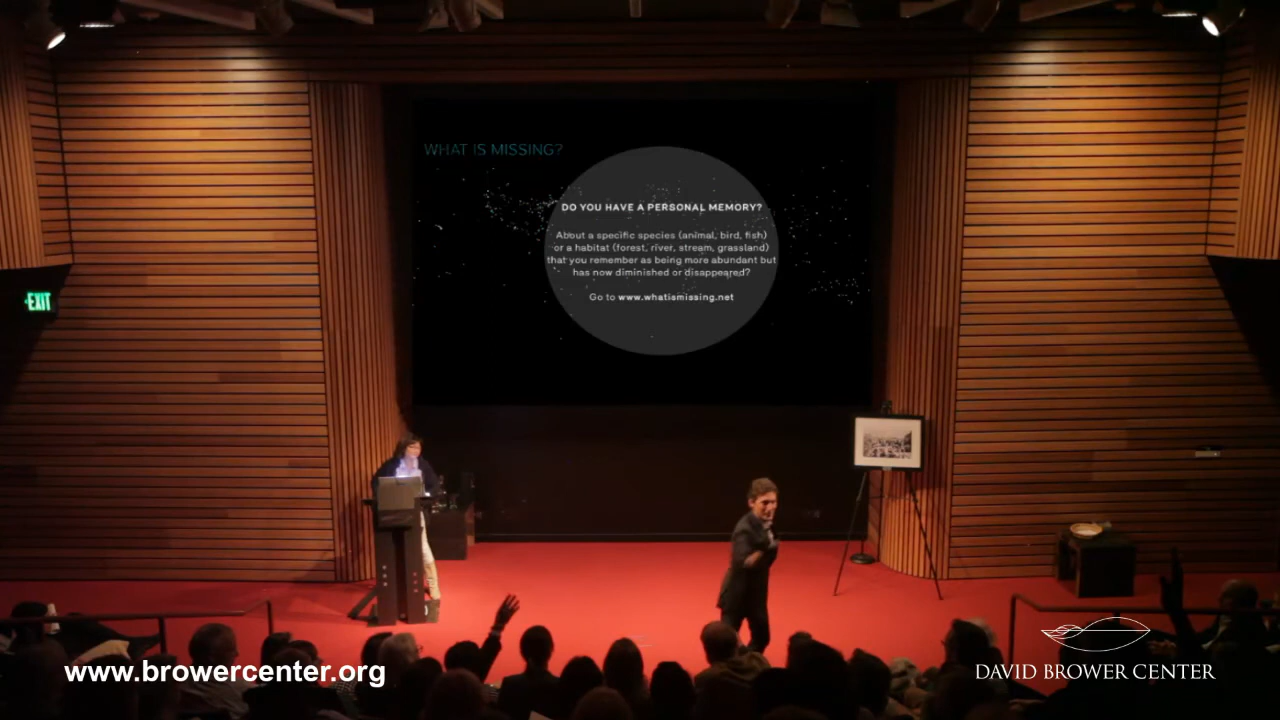 WHAT IS MISSING?
DO YOU HAVE A PERSONAL MEMORY?
About a specific species (animal, bird, fish)
or a habitat (forest, river, stream, grassland)
that you remember as being more abundant but
has now diminished or disappeared?
Go to www.whatismissing.net
EXIT
www.browercenter.org
DAVID BROWER CENTER